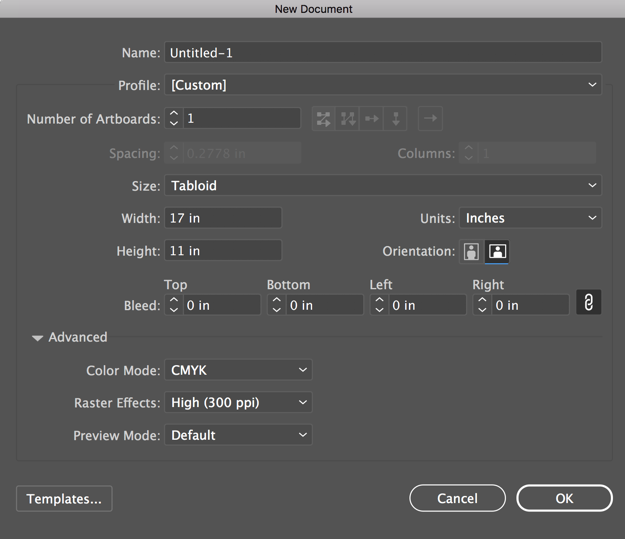 New Document
Name: Untitled-1
Profile: [Custom]
Number of Artboards: 1
Spacing: 0.2778 in Columns: 1
Size: Tabloid
Width: 17 in Units: Inches
Height: 11 in Orientation:
Top Bottom Left Right
Bleed: 0 in 0 in 0 in 0 in
Advanced
Color Mode: CMYK
Raster Effects: High (300 ppi)
Preview Mode: Default
Templates... Cancel OK